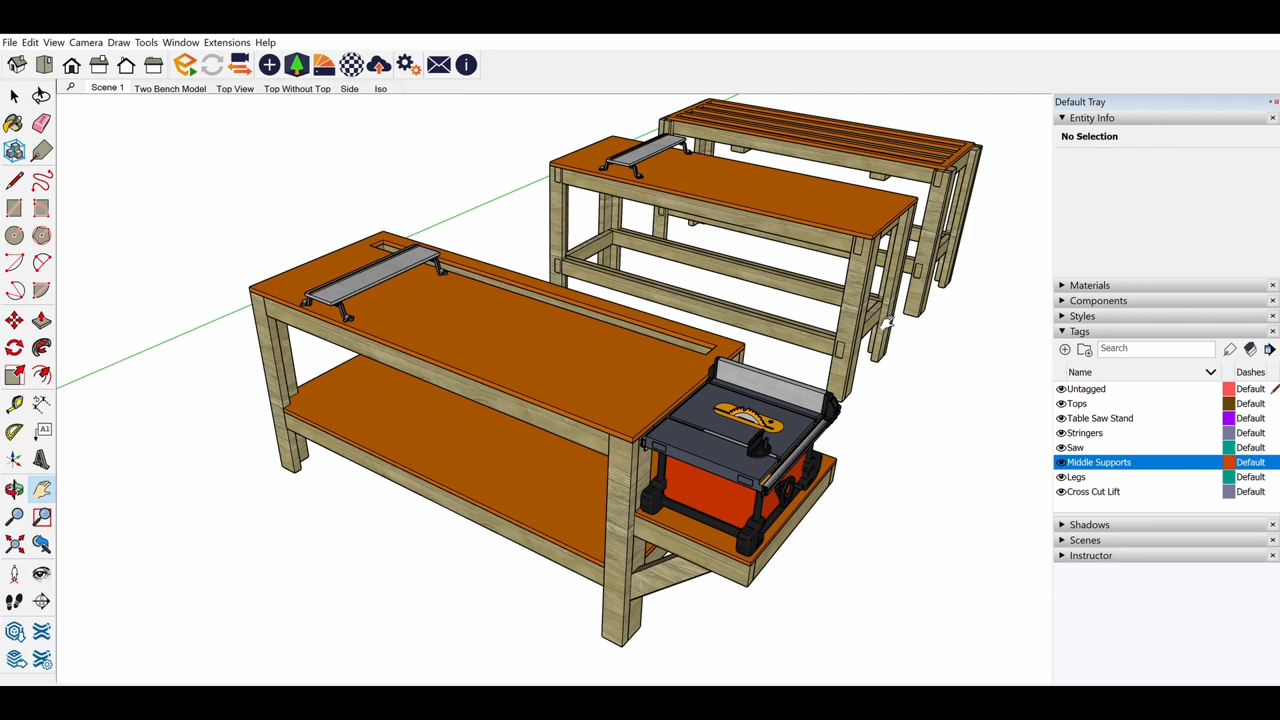 File Edit View Camera Draw Tools Window Extensions Help
Scene 1 Two Bench Model Top View Top Without Top Side Iso
Default Tray
Entity Info
No Selection
Materials
Components
Styles
Tags
Search
Name Dashes
Untagged Default
Tops Default
Table Saw Stand Default
Stringers Default
Saw Default
Middle Supports Default
Legs Default
Cross Cut Lift Default
Shadows
Scenes
Instructor
A1